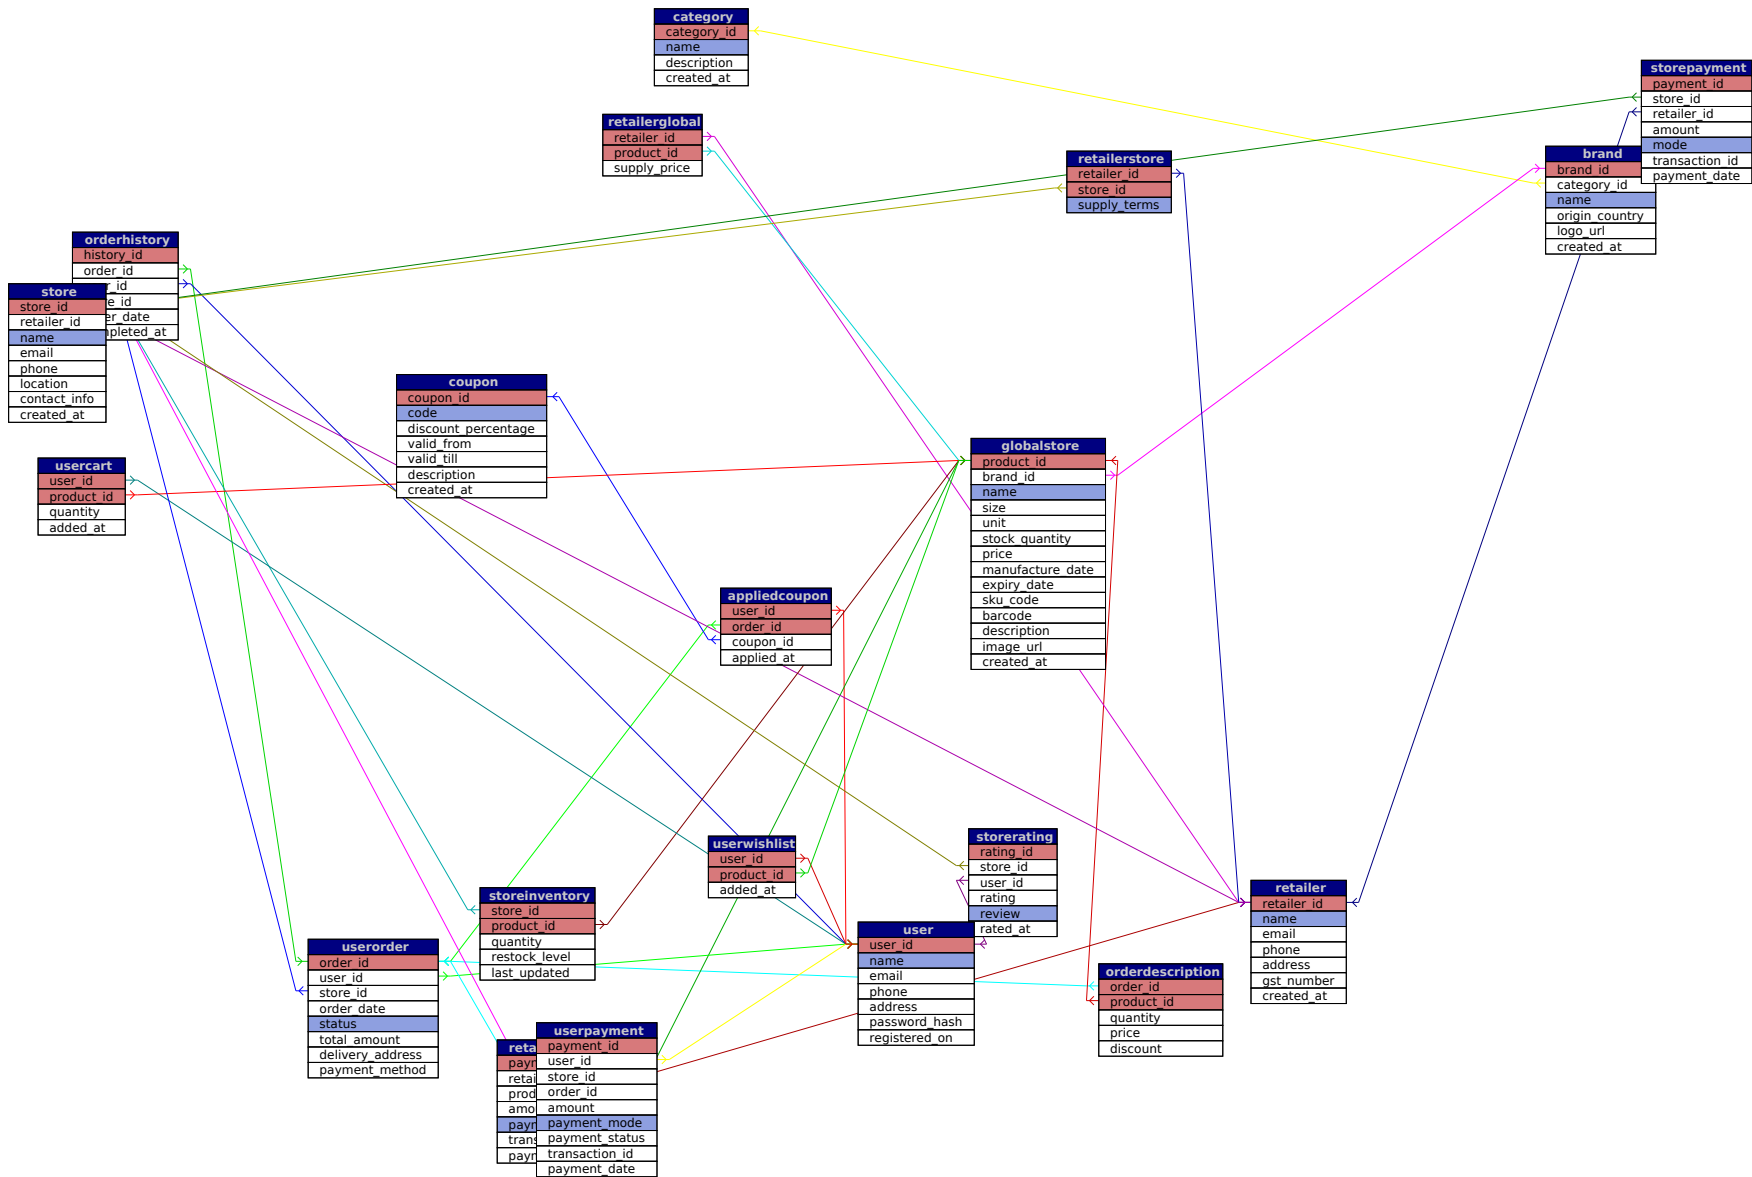 category
category_id
name
description
created_at
storepayment
payment_id
store_id
retailer_id
amount
mode
transaction_id
payment_date
retailerglobal
retailer_id
product_id
supply_price
retailerstore
retailer_id
store_id
supply_terms
brand
brand_id
category_id
name
origin_country
logo_url
created_at
orderhistory
history_id
order_id
store
store_id
retailer_id
name
email
phone
location
contact_info
created_at
coupon
coupon_id
code
discount_percentage
valid_from
valid_till
description
created_at
usercart
user_id
product_id
quantity
added_at
globalstore
product_id
brand_id
name
size
unit
stock_quantity
price
manufacture_date
expiry_date
sku_code
barcode
description
image_url
created_at
appliedcoupon
user_id
order_id
coupon_id
applied_at
userwishlist
user_id
product_id
added_at
storerating
rating_id
store_id
user_id
rating
review
rated_at
storeinventory
store_id
product_id
quantity
restock_level
last_updated
retailer
retailer_id
name
email
phone
address
gst_number
created_at
user
user_id
name
email
phone
address
password_hash
registered_on
userorder
order_id
user_id
store_id
order_date
status
total_amount
delivery_address
payment_method
orderdescription
order_id
product_id
quantity
price
discount
userpayment
payment_id
user_id
store_id
order_id
amount
payment_mode
payment_status
transaction_id
payment_date